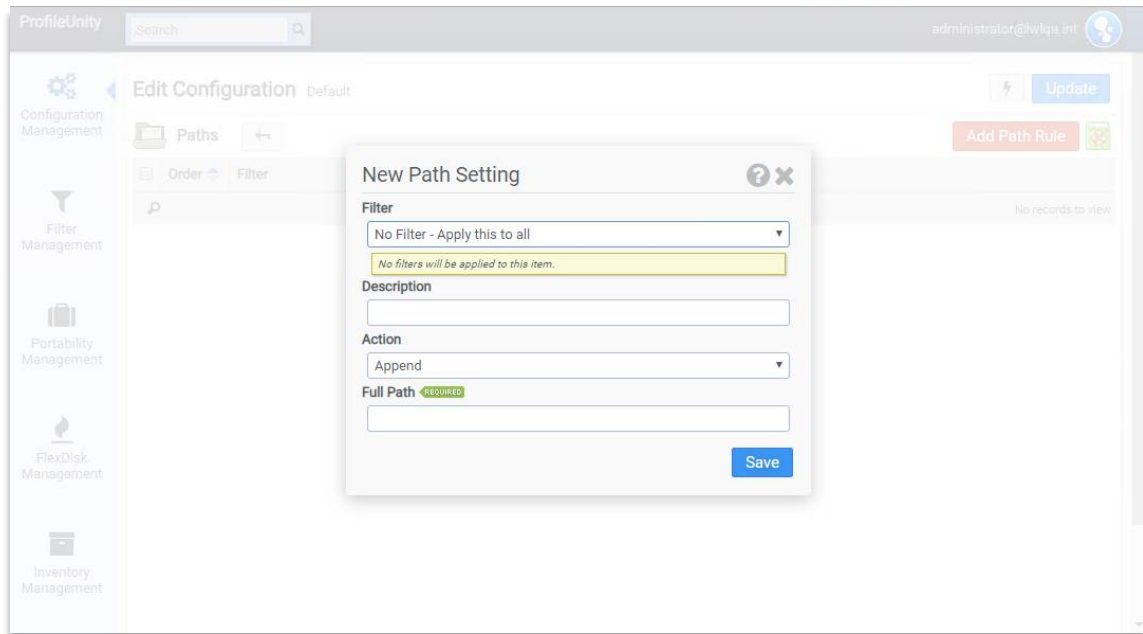 ProfileUnity
Search
administrator@lwlqa.int
Configuration Management
Edit Configuration Default
Update
Paths
Add Path Rule
Order Filter
No records to view
Filter Management
Portability Management
FlexDisk Management
Inventory Management
New Path Setting
Filter
No Filter - Apply this to all
No filters will be applied to this item.
Description
Action
Append
Full Path REQUIRED
Save